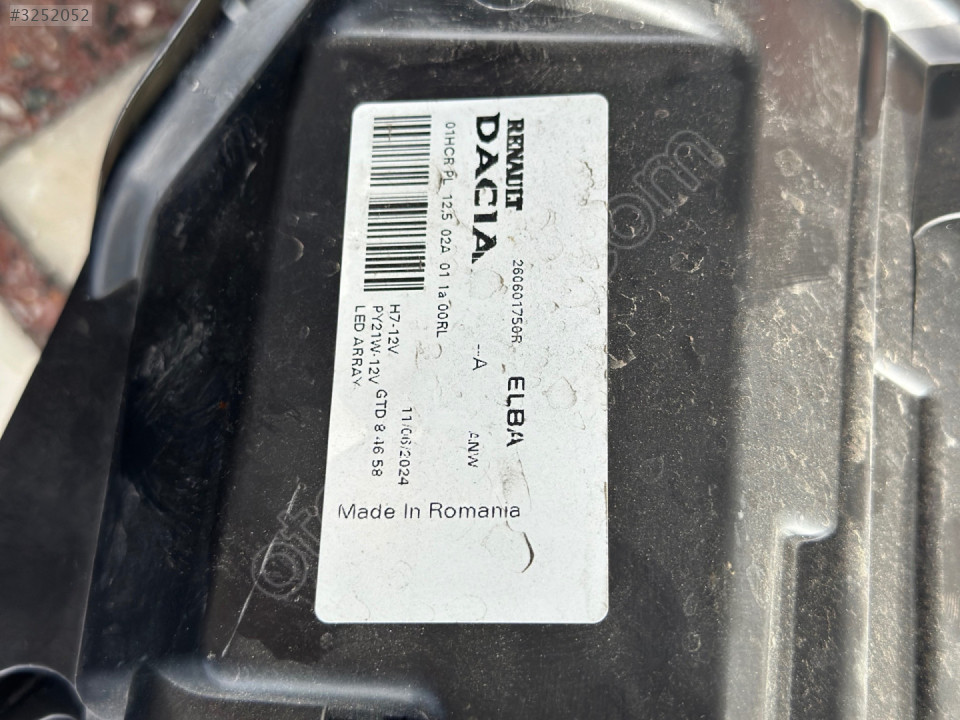 #3252052
RENAULT
DACIA
260601750R
ELBA
--A
ANW
01HCR PL 12,5 02A 01 1a 00RL
H7-12V
PY21W-12V
LED ARRAY
11/06/2024
GTD 8 46 58
Made In Romania